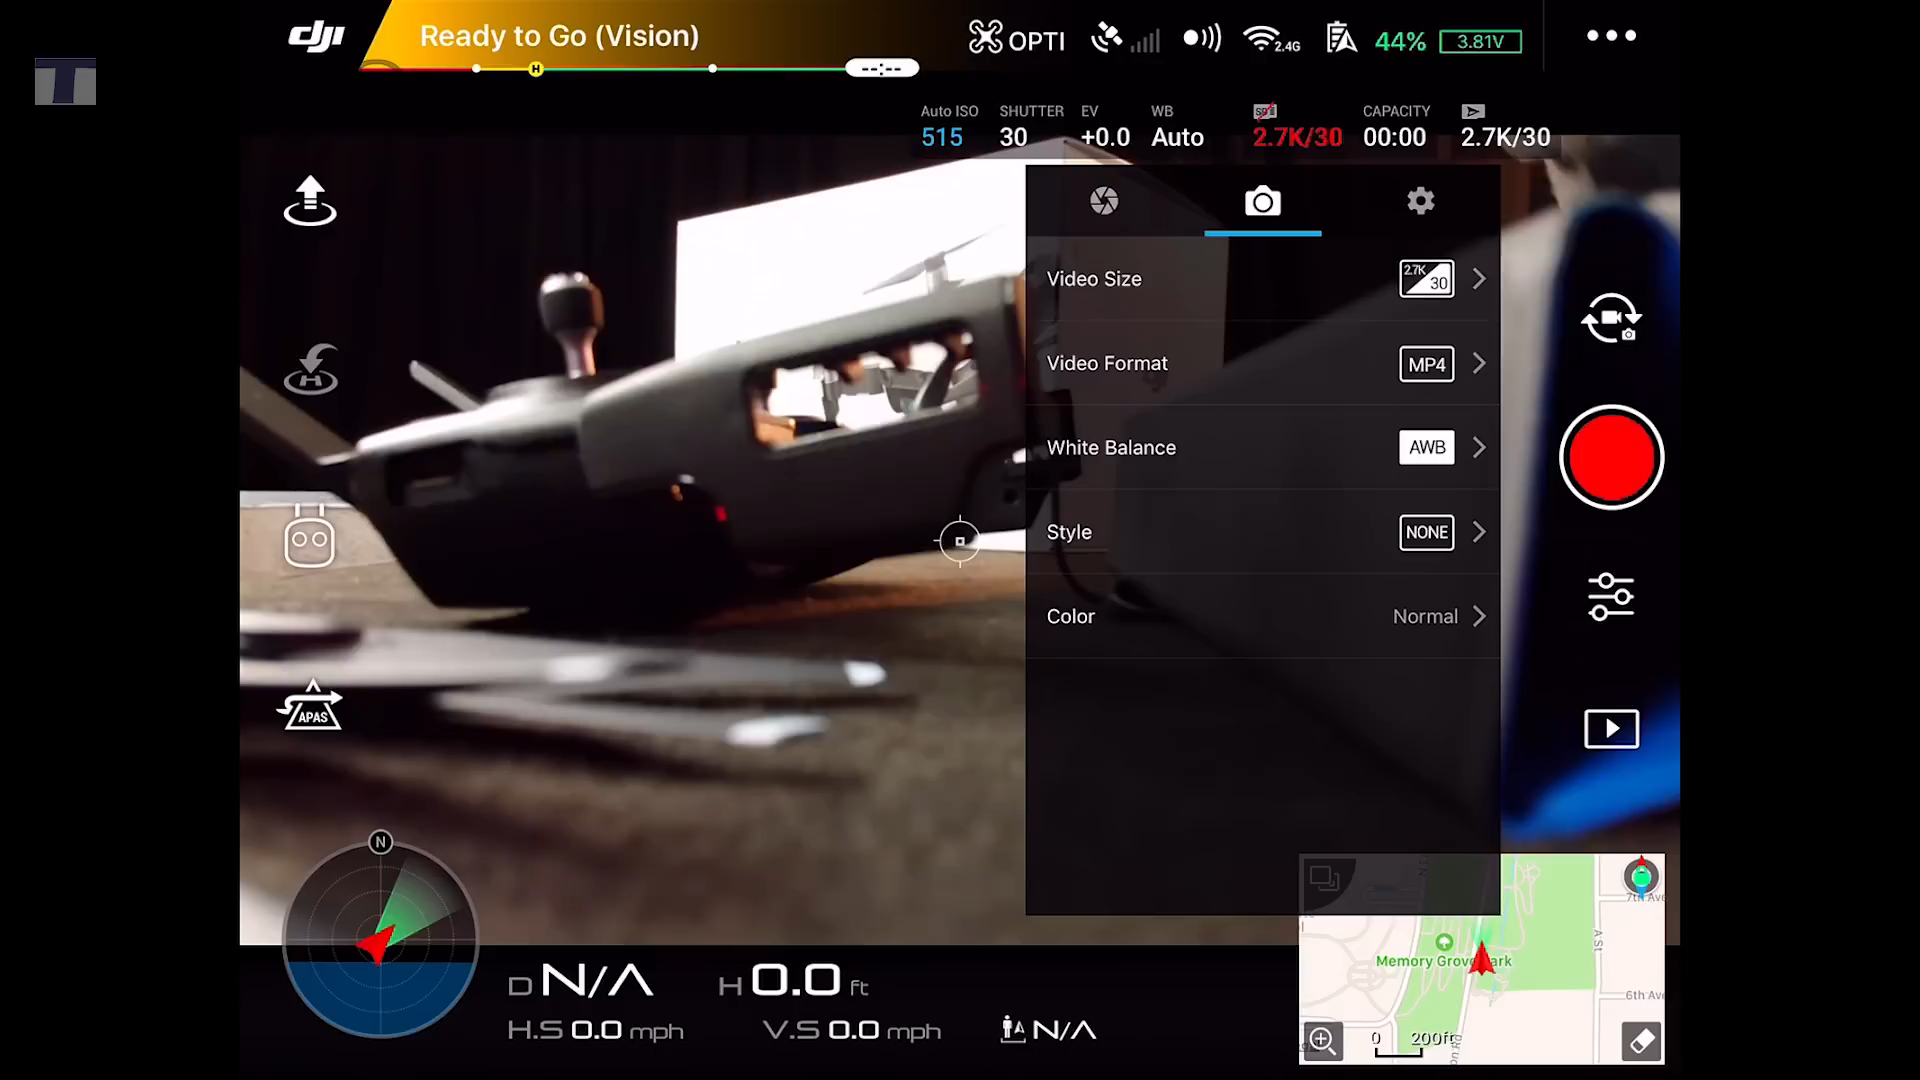 dji
Ready to Go (Vision)
OPTI
2.4G
44%
3.81V
H
--:--
T
Auto ISO
515
SHUTTER
30
EV
+0.0
WB
Auto
2.7K/30
CAPACITY
00:00
2.7K/30
Video Size
2.7K
30
Video Format
MP4
White Balance
AWB
Style
NONE
Color
Normal
H
APAS
N
D N/A
H 0.0 ft
H.S 0.0 mph
V.S 0.0 mph
N/A
7th Ave
A St
Memory Grove Park
6th Ave
0 200ft